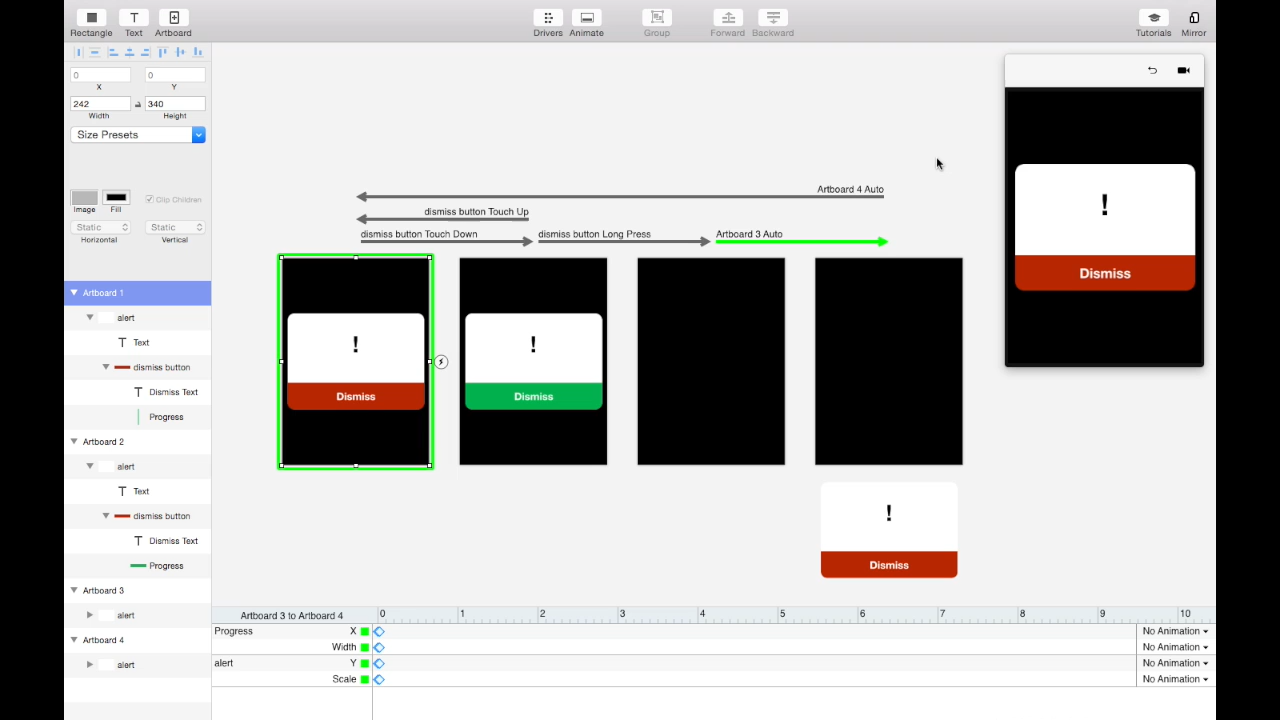 Rectangle Text Artboard Drivers Animate Group Forward Backward Tutorials Mirror
0 0
X Y
242 340
Width Height
Size Presets
Image Fill Clip Children
Static Static
Horizontal Vertical
Artboard 1
alert
Text
dismiss button
Dismiss Text
Progress
Artboard 2
alert
Text
dismiss button
Dismiss Text
Progress
Artboard 3
alert
Artboard 4
alert
Artboard 4 Auto
dismiss button Touch Up
dismiss button Touch Down dismiss button Long Press Artboard 3 Auto
! !
Dismiss Dismiss
!
Dismiss
!
Dismiss
Artboard 3 to Artboard 4 0 1 2 3 4 5 6 7 8 9 10
Progress X No Animation
Width No Animation
alert Y No Animation
Scale No Animation